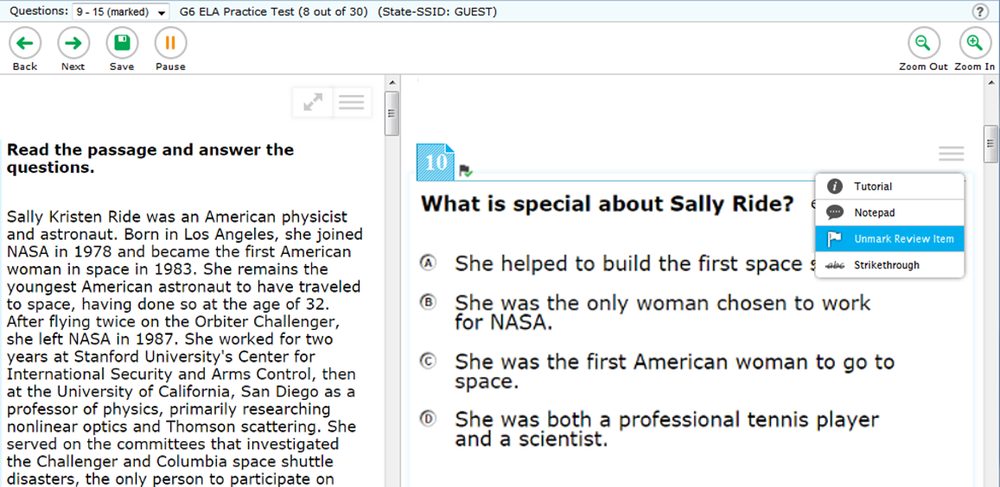 Questions: 9 - 15 (marked) G6 ELA Practice Test (8 out of 30) (State-SSID: GUEST) ?
Back Next Save Pause Zoom Out Zoom In
Read the passage and answer the
questions.
Sally Kristen Ride was an American physicist
and astronaut. Born in Los Angeles, she joined
NASA in 1978 and became the first American
woman in space in 1983. She remains the
youngest American astronaut to have traveled
to space, having done so at the age of 32.
After flying twice on the Orbiter Challenger,
she left NASA in 1987. She worked for two
years at Stanford University's Center for
International Security and Arms Control, then
at the University of California, San Diego as a
professor of physics, primarily researching
nonlinear optics and Thomson scattering. She
served on the committees that investigated
the Challenger and Columbia space shuttle
disasters, the only person to participate on
10
What is special about Sally Ride?
A She helped to build the first space
B She was the only woman chosen to work
for NASA.
C She was the first American woman to go to
space.
D She was both a professional tennis player
and a scientist.
i Tutorial
Notepad
Unmark Review Item
abc Strikethrough